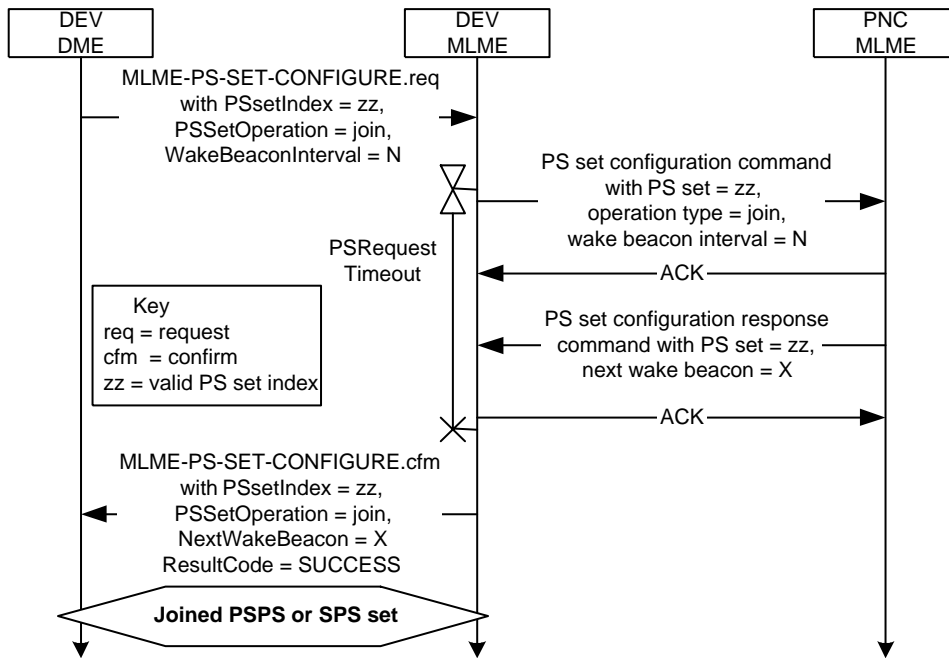 DEV
DME
DEV
MLME
PNC
MLME
MLME-PS-SET-CONFIGURE.req
with PSsetIndex = zz,
PSSetOperation = join,
WakeBeaconInterval = N
PS set configuration command
with PS set = zz,
operation type = join,
wake beacon interval = N
PSRequest
Timeout
ACK
Key
req = request
cfm = confirm
zz = valid PS set index
PS set configuration response
command with PS set = zz,
next wake beacon = X
ACK
MLME-PS-SET-CONFIGURE.cfm
with PSsetIndex = zz,
PSSetOperation = join,
NextWakeBeacon = X
ResultCode = SUCCESS
Joined PSPS or SPS set